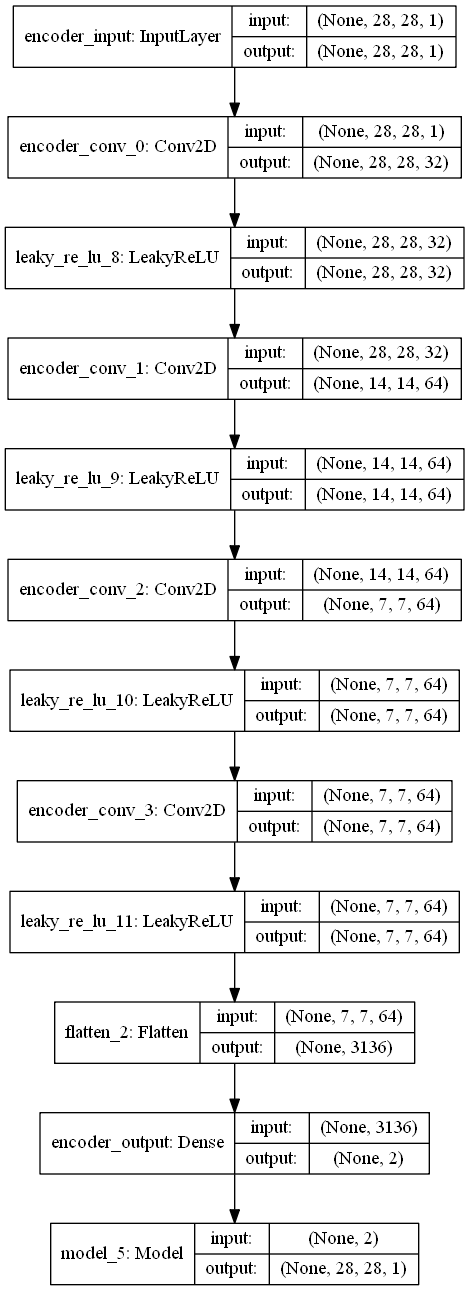 encoder_input: InputLayer
input: (None, 28, 28, 1)
output: (None, 28, 28, 1)
encoder_conv_0: Conv2D
input: (None, 28, 28, 1)
output: (None, 28, 28, 32)
leaky_re_lu_8: LeakyReLU
input: (None, 28, 28, 32)
output: (None, 28, 28, 32)
encoder_conv_1: Conv2D
input: (None, 28, 28, 32)
output: (None, 14, 14, 64)
leaky_re_lu_9: LeakyReLU
input: (None, 14, 14, 64)
output: (None, 14, 14, 64)
encoder_conv_2: Conv2D
input: (None, 14, 14, 64)
output: (None, 7, 7, 64)
leaky_re_lu_10: LeakyReLU
input: (None, 7, 7, 64)
output: (None, 7, 7, 64)
encoder_conv_3: Conv2D
input: (None, 7, 7, 64)
output: (None, 7, 7, 64)
leaky_re_lu_11: LeakyReLU
input: (None, 7, 7, 64)
output: (None, 7, 7, 64)
flatten_2: Flatten
input: (None, 7, 7, 64)
output: (None, 3136)
encoder_output: Dense
input: (None, 3136)
output: (None, 2)
model_5: Model
input: (None, 2)
output: (None, 28, 28, 1)